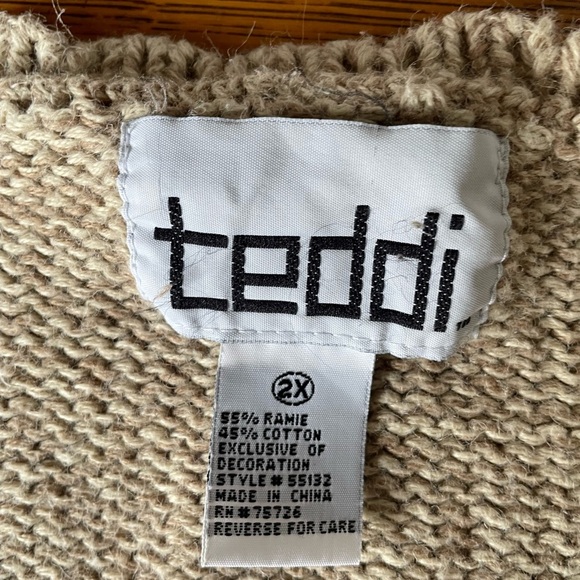 teddi
TM
2X
55% RAMIE
45% COTTON
EXCLUSIVE OF
DECORATION
STYLE # 55132
MADE IN CHINA
RN # 75726
REVERSE FOR CARE